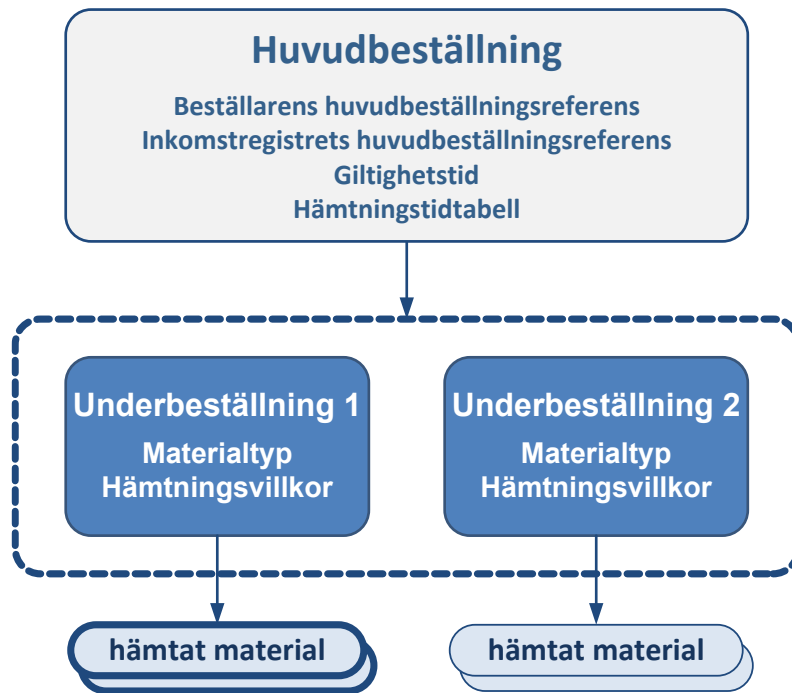 Huvudbeställning
Beställarens huvudbeställningsreferens
Inkomstregistrets huvudbeställningsreferens
Giltighetstid
Hämtningstidtabell
Underbeställning 1
Materialtyp
Hämtningsvillkor
Underbeställning 2
Materialtyp
Hämtningsvillkor
hämtat material
hämtat material